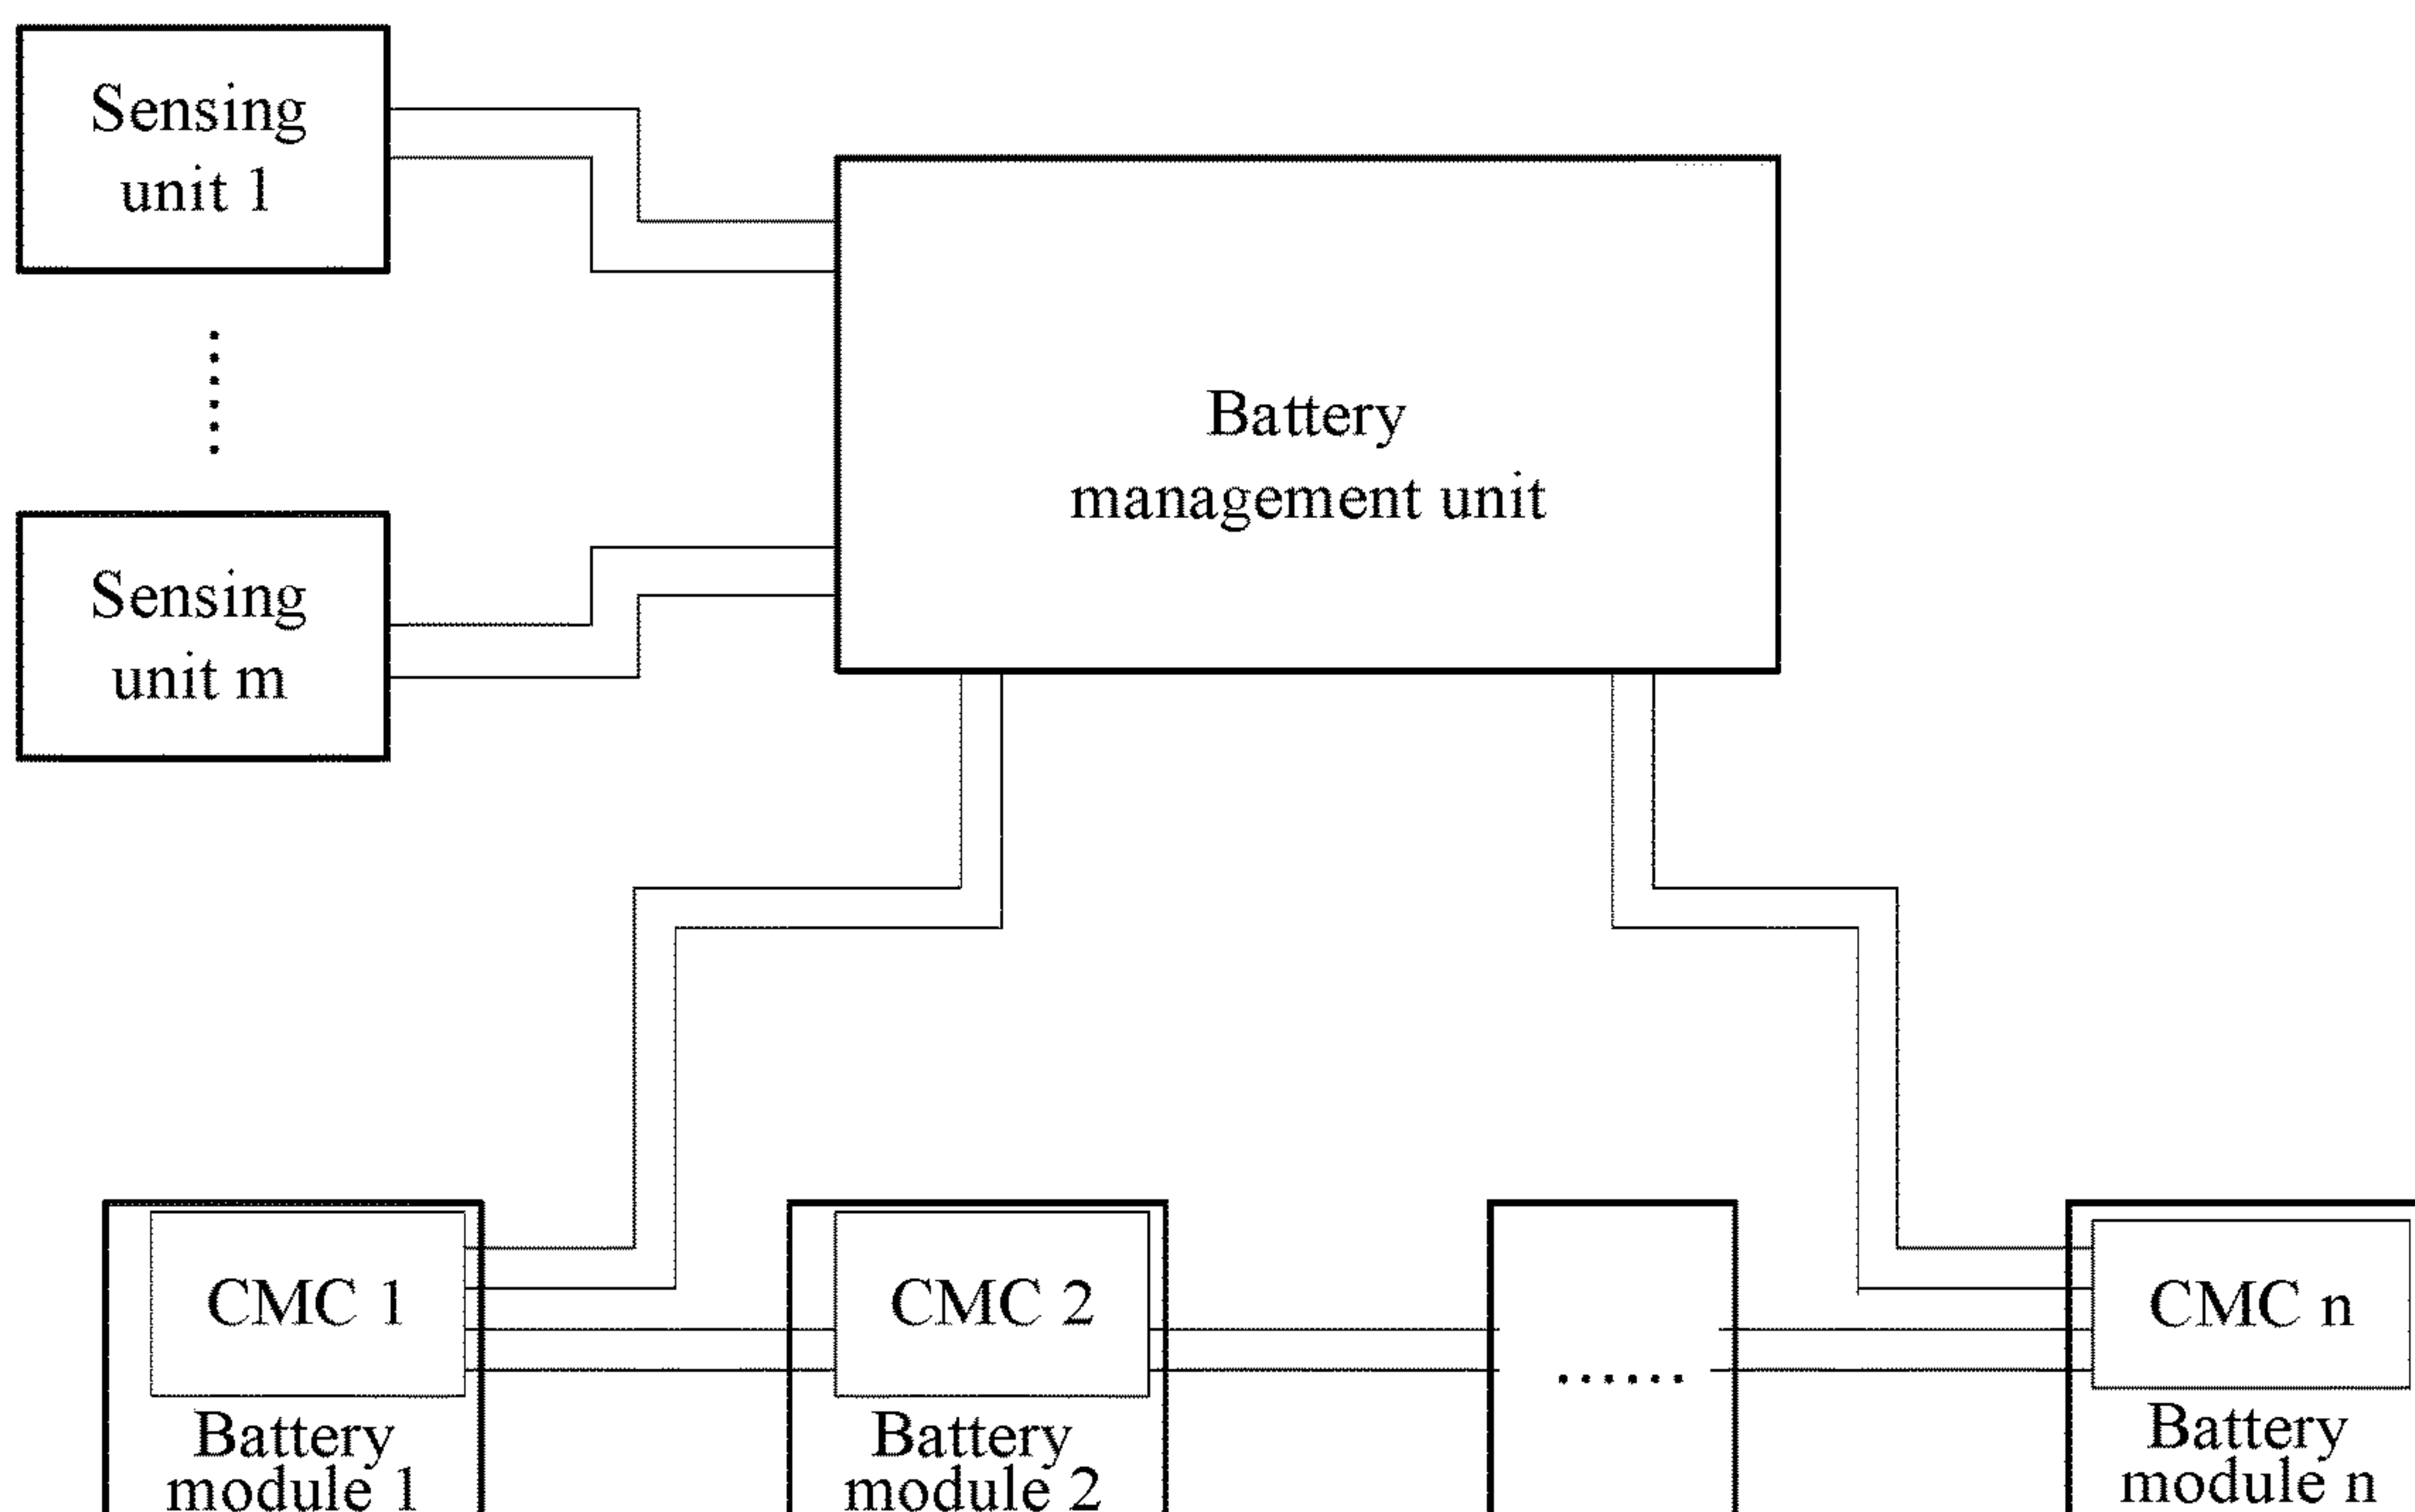 Sensing
unit 1
Battery
management unit
Sensing
unit m
CMC 1
Battery
module 1
CMC 2
Battery
module 2
......
CMC n
Battery
module n